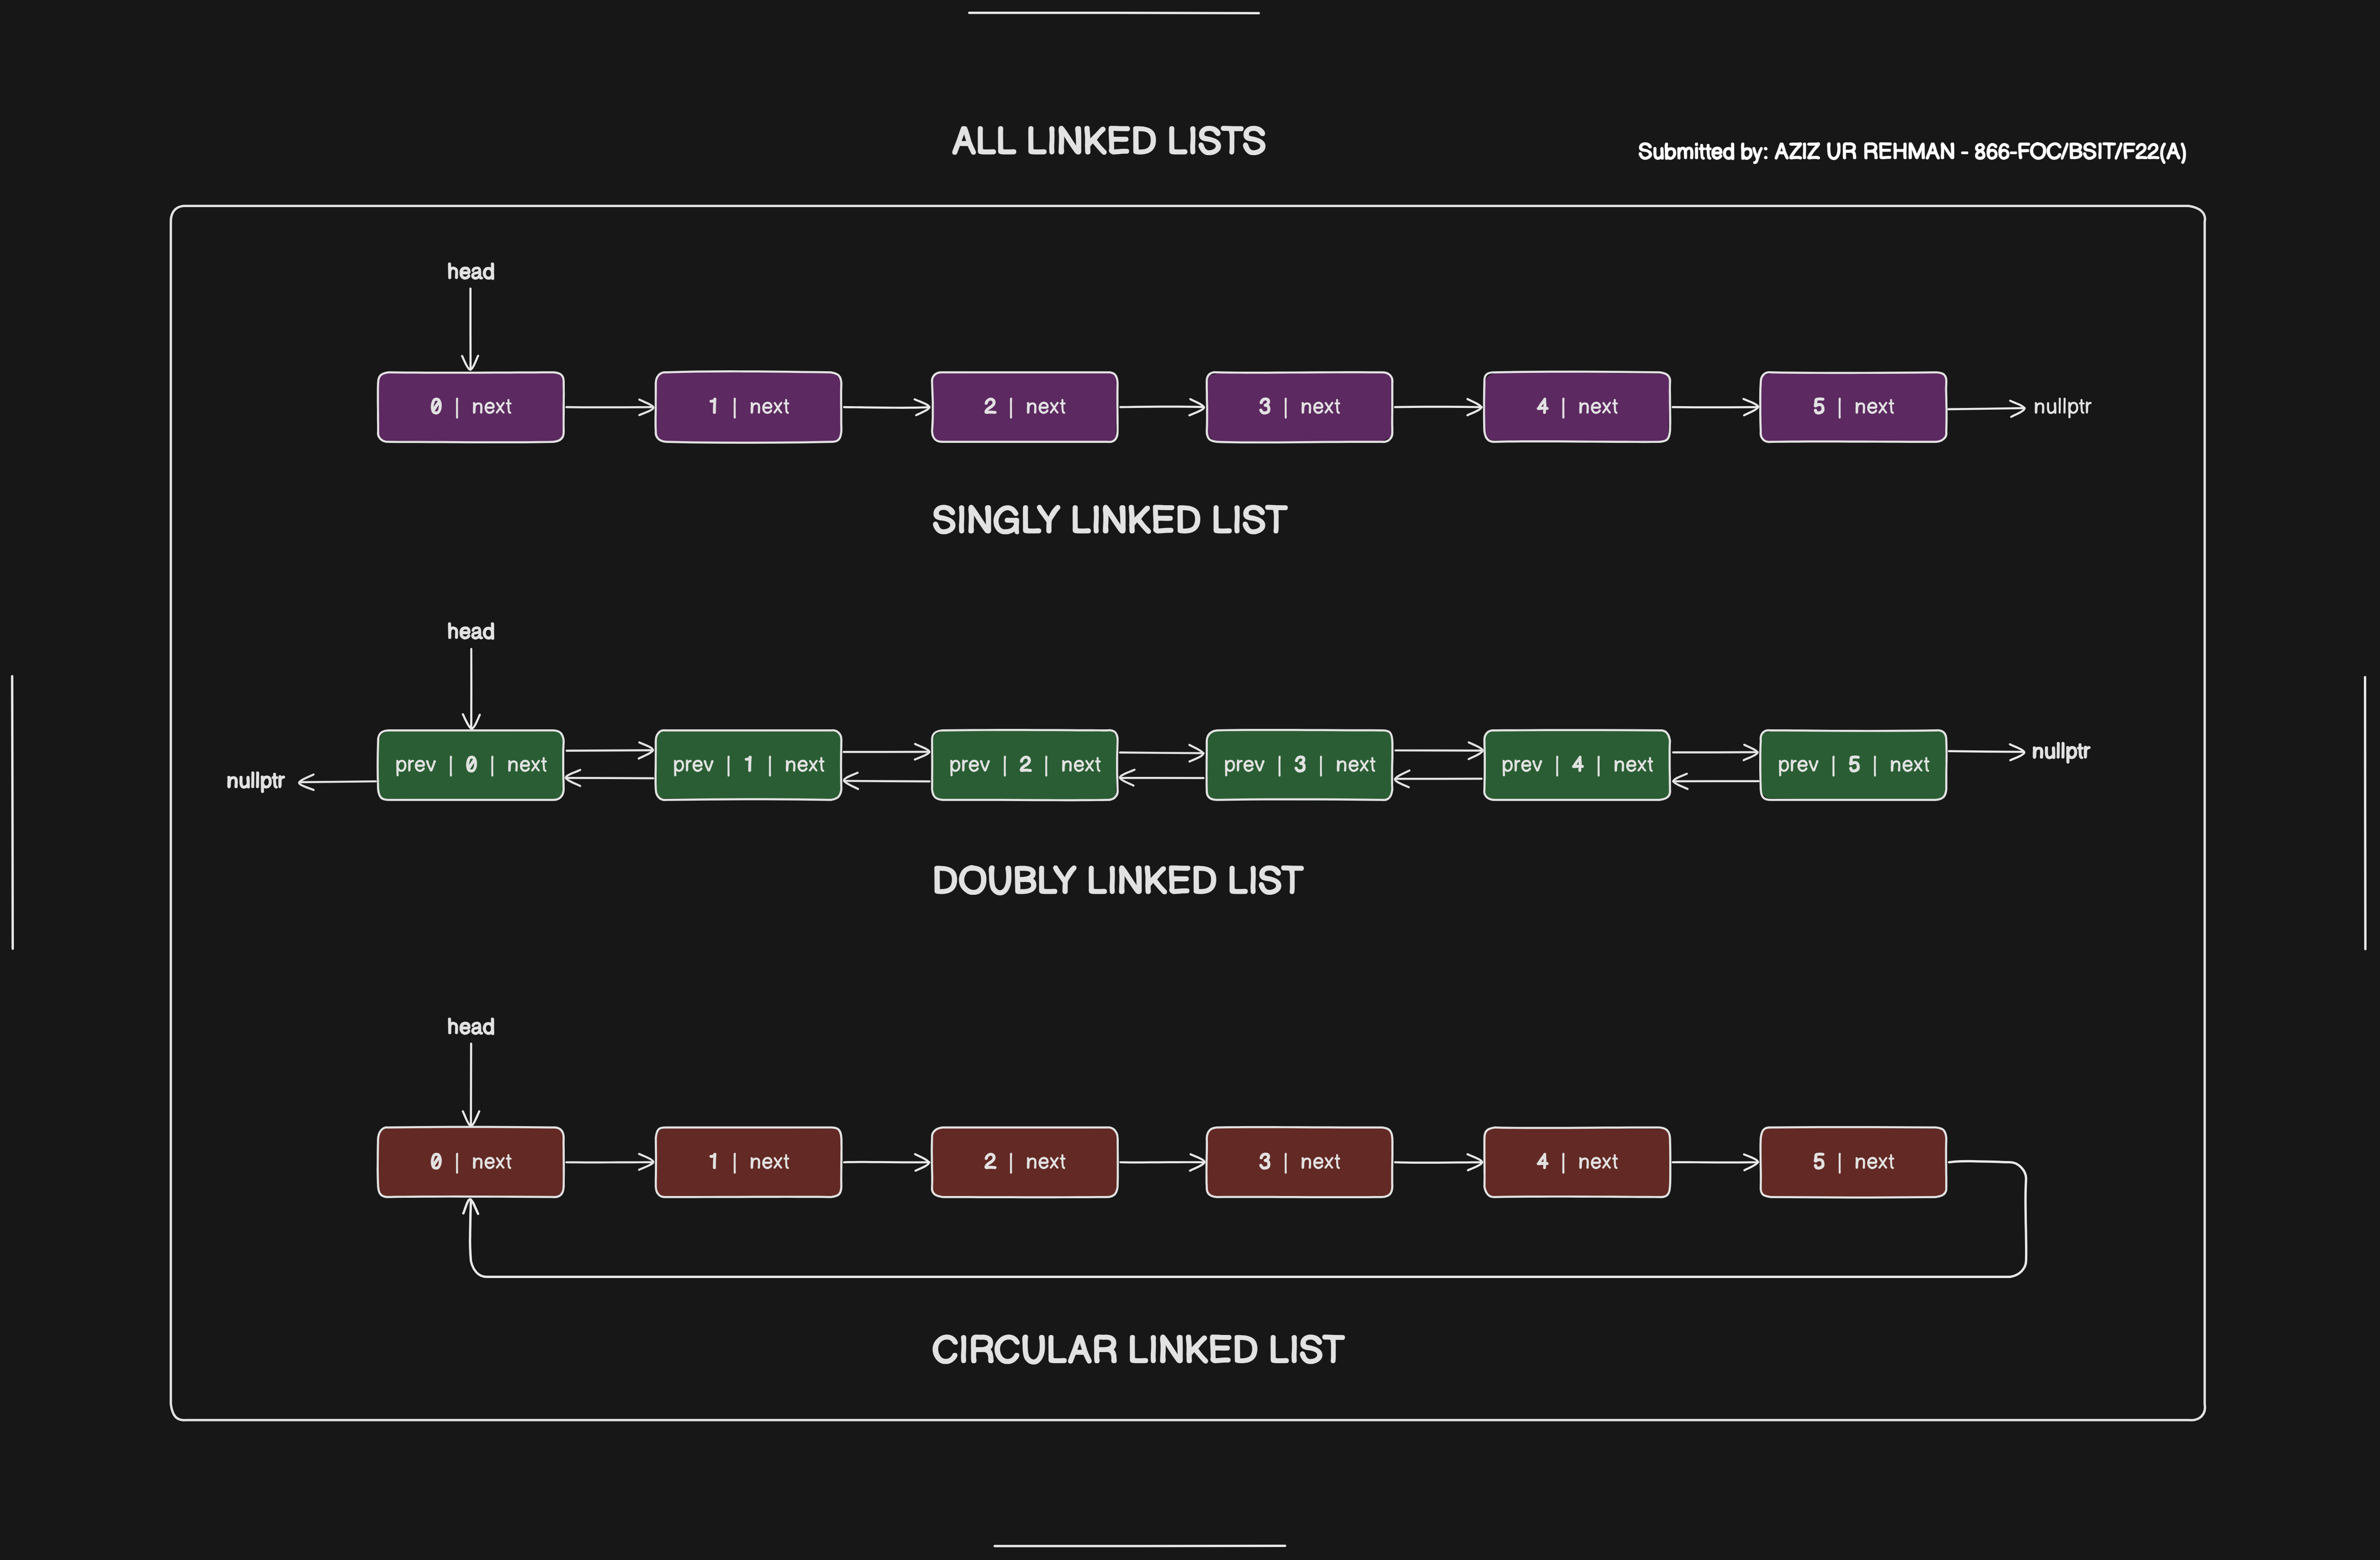 ALL LINKED LISTS
Submitted by: AZIZ UR REHMAN - 866-FOC/BSIT/F22(A)
head
0 | next 1 | next 2 | next 3 | next 4 | next 5 | next nullptr
SINGLY LINKED LIST
head
nullptr prev | 0 | next prev | 1 | next prev | 2 | next prev | 3 | next prev | 4 | next prev | 5 | next nullptr
DOUBLY LINKED LIST
head
0 | next 1 | next 2 | next 3 | next 4 | next 5 | next
CIRCULAR LINKED LIST